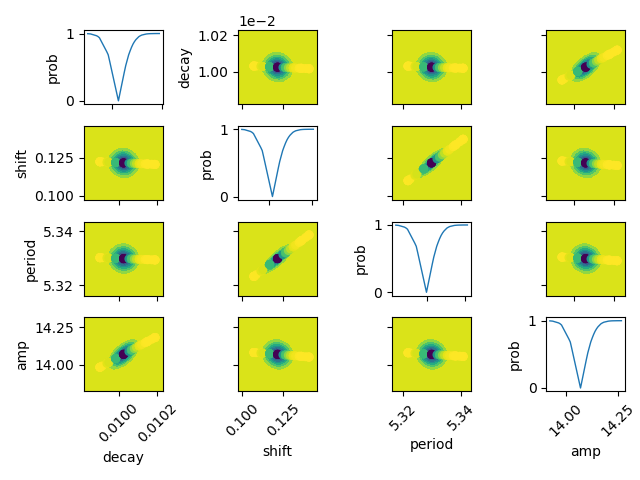 1e−2
1
0
prob
decay
1.02
1.00
shift
0.125
0.100
prob
1
0
period
5.34
5.32
prob
1
0
amp
14.25
14.00
prob
1
0
0.0100
0.0102
0.100
0.125
5.32
5.34
14.00
14.25
decay
shift
period
amp